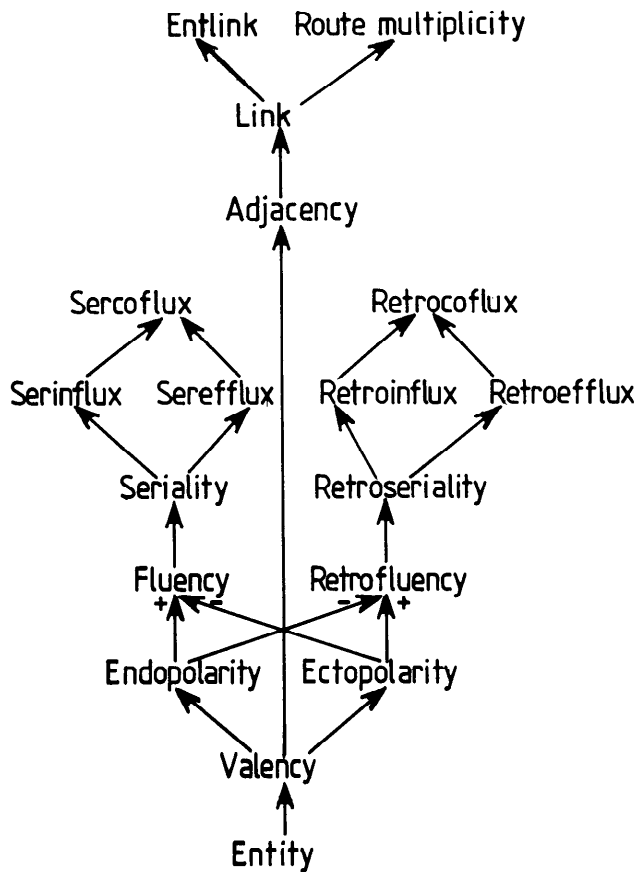 Entlink Route multiplicity
Link
Adjacency
Sercoflux Retrocoflux
Serinflux Serefflux Retroinflux Retroefflux
Seriality Retroseriality
Fluency Retrofluency
+ - - +
Endopolarity Ectopolarity
Valency
Entity